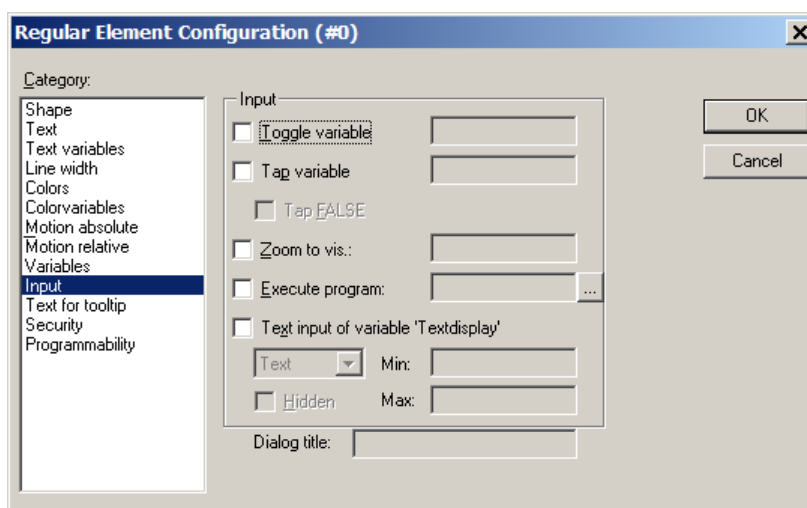 Regular Element Configuration (#0)
Category:
Shape
Text
Text variables
Line width
Colors
Colorvariables
Motion absolute
Motion relative
Variables
Input
Text for tooltip
Security
Programmability
Input
Toggle variable
Tap variable
Tap FALSE
Zoom to vis.:
Execute program:
...
Text input of variable 'Textdisplay'
Text Min:
Hidden Max:
Dialog title:
OK
Cancel